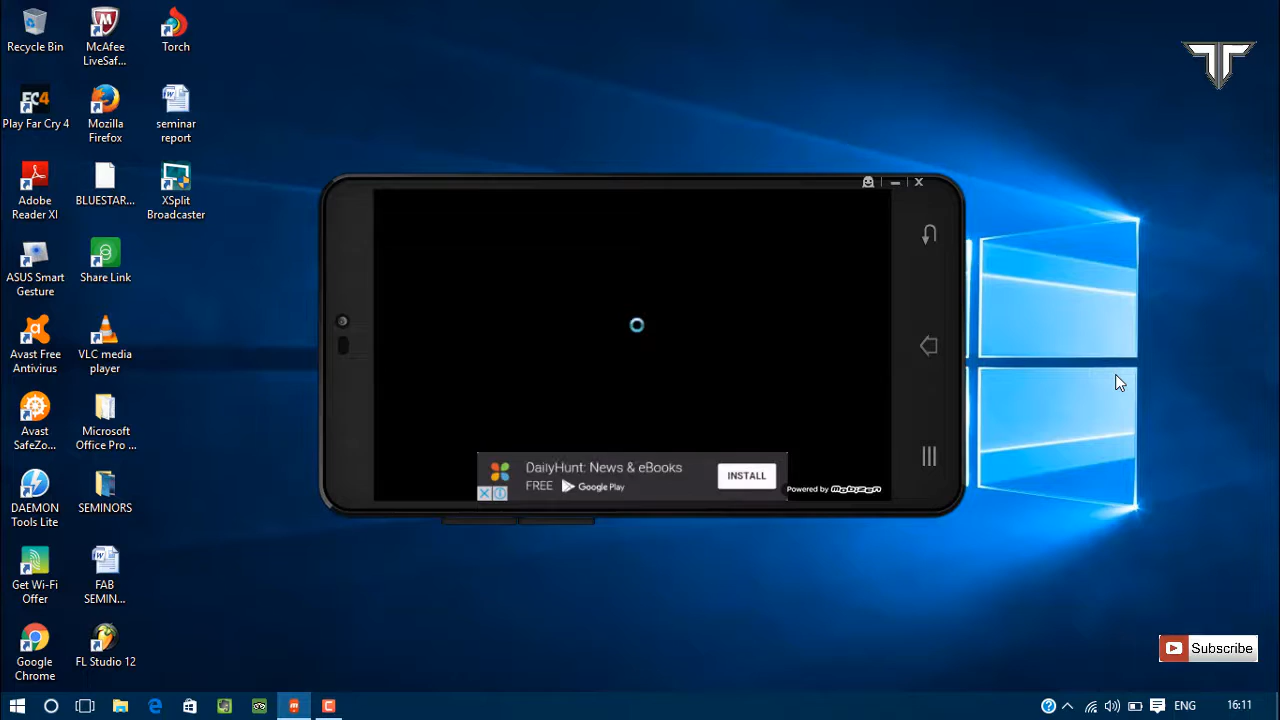 Recycle Bin
McAfee
LiveSaf...
Torch
Play Far Cry 4
Mozilla
Firefox
seminar
report
Adobe
Reader XI
BLUESTAR...
XSplit
Broadcaster
ASUS Smart
Gesture
Share Link
Avast Free
Antivirus
VLC media
player
Avast
SafeZo...
Microsoft
Office Pro ...
DAEMON
Tools Lite
SEMINORS
Get Wi-Fi
Offer
FAB
SEMIN...
Google
Chrome
FL Studio 12
DailyHunt: News & eBooks
FREE Google Play
INSTALL
Powered by Mobizen
Subscribe
ENG
16:11